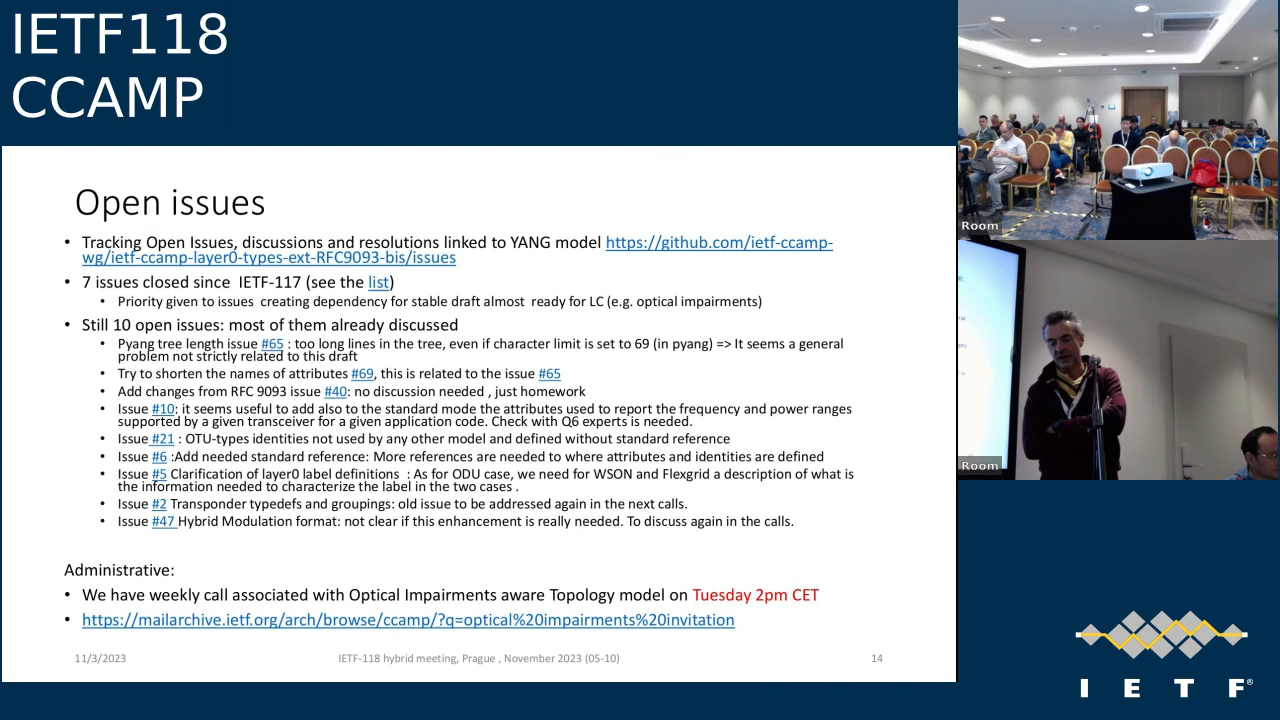 IETF118
CCAMP
Open issues
• Tracking Open Issues, discussions and resolutions linked to YANG model https://github.com/ietf-ccamp-
wg/ietf-ccamp-layer0-types-ext-RFC9093-bis/issues
• 7 issues closed since IETF-117 (see the list)
• Priority given to issues creating dependency for stable draft almost ready for LC (e.g. optical impairments)
• Still 10 open issues: most of them already discussed
• Pyang tree length issue #65 : too long lines in the tree, even if character limit is set to 69 (in pyang) => It seems a general
problem not strictly related to this draft
• Try to shorten the names of attributes #69, this is related to the issue #65
• Add changes from RFC 9093 issue #40: no discussion needed , just homework
• Issue #10: it seems useful to add also to the standard mode the attributes used to report the frequency and power ranges
supported by a given transceiver for a given application code. Check with Q6 experts is needed.
• Issue #21 : OTU-types identities not used by any other model and defined without standard reference
• Issue #6 :Add needed standard reference: More references are needed to where attributes and identities are defined
• Issue #5 Clarification of layer0 label definitions : As for ODU case, we need for WSON and Flexgrid a description of what is
the information needed to characterize the label in the two cases .
• Issue #2 Transponder typedefs and groupings: old issue to be addressed again in the next calls.
• Issue #47 Hybrid Modulation format: not clear if this enhancement is really needed. To discuss again in the calls.
Administrative:
• We have weekly call associated with Optical Impairments aware Topology model on Tuesday 2pm CET
• https://mailarchive.ietf.org/arch/browse/ccamp/?q=optical%20impairments%20invitation
11/3/2023 IETF-118 hybrid meeting, Prague , November 2023 (05-10) 14
Room
Room
I E T F®